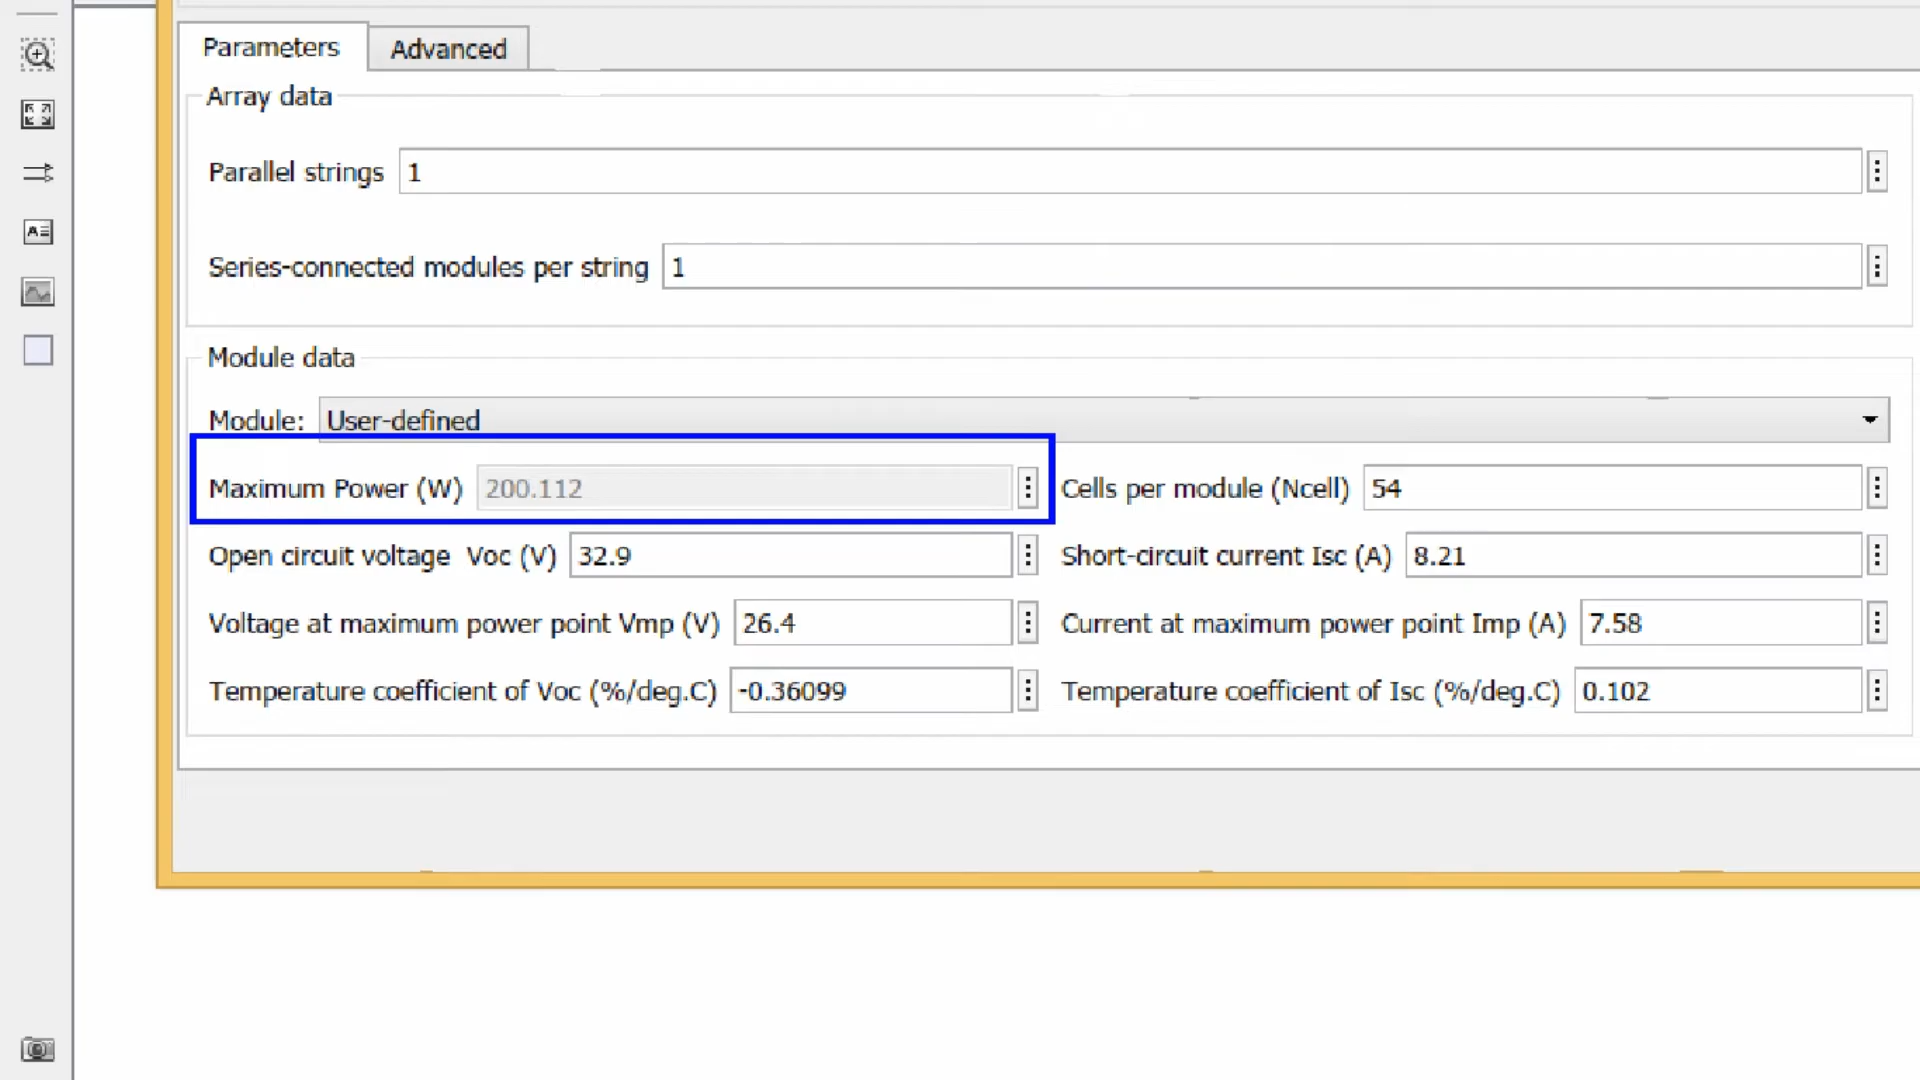 Parameters Advanced
Array data
Parallel strings 1
Series-connected modules per string 1
Module data
Module: User-defined
Maximum Power (W) 200.112 Cells per module (Ncell) 54
Open circuit voltage Voc (V) 32.9 Short-circuit current Isc (A) 8.21
Voltage at maximum power point Vmp (V) 26.4 Current at maximum power point Imp (A) 7.58
Temperature coefficient of Voc (%/deg.C) -0.36099 Temperature coefficient of Isc (%/deg.C) 0.102